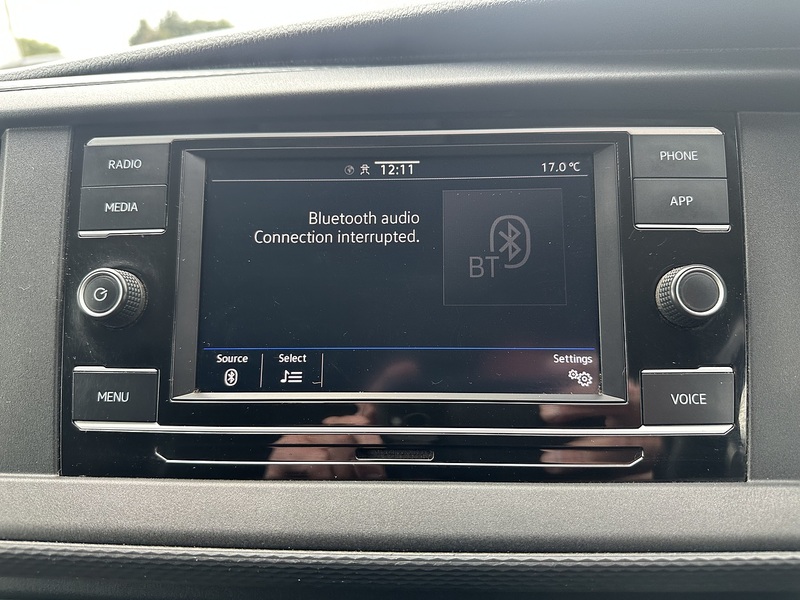 RADIO
MEDIA
MENU
12:11
17.0 °C
Bluetooth audio
Connection interrupted.
BT
Source
Select
Settings
PHONE
APP
VOICE